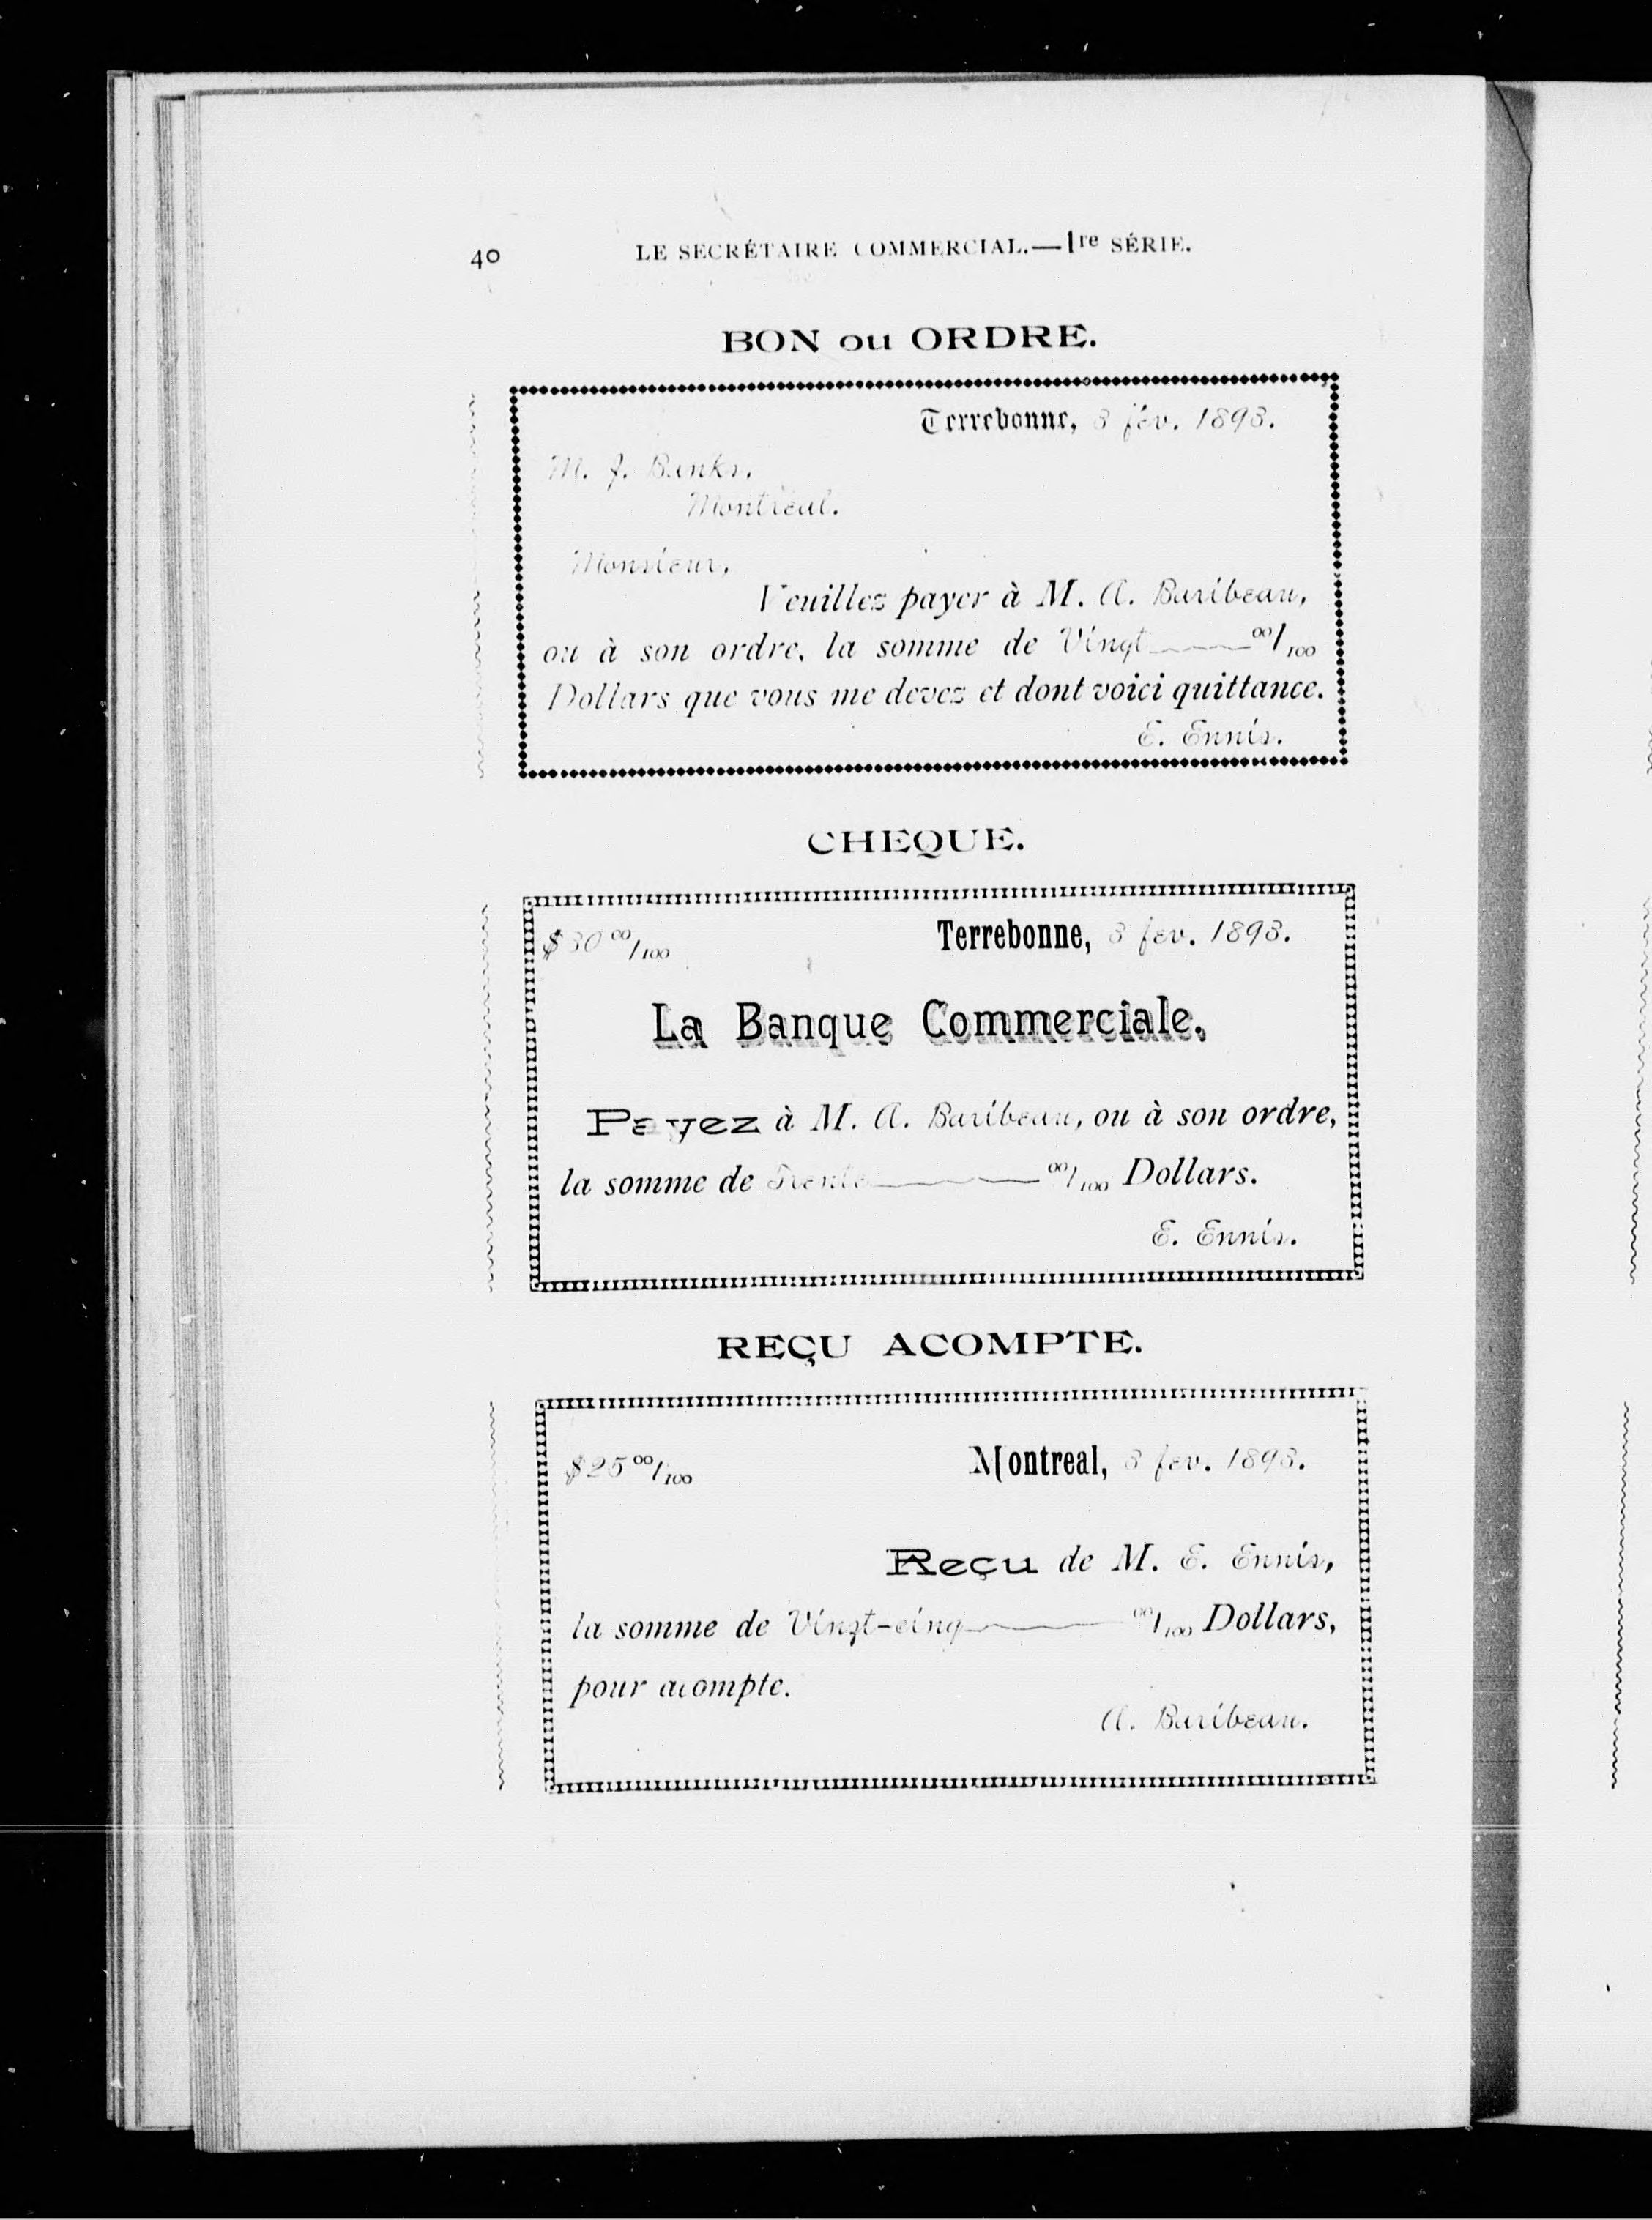 40 LE SECRÉTAIRE COMMERCIAL.—1re SÉRIE.
BON ou ORDRE.
Terrebonne, 3 fév. 1893.
M. J. Banks.
Montréal.
Monsieur,
Veuillez payer à M. A. Baribeau,
ou à son ordre, la somme de Vingt 00/100
Dollars que vous me devez et dont voici quittance.
E. Ennis.
CHEQUE.
$30 00/100 Terrebonne, 3 fev. 1893.
La Banque Commerciale.
Payez à M. A. Baribeau, ou à son ordre,
la somme de Trente 00/100 Dollars.
E. Ennis.
REÇU ACOMPTE.
$25 00/100 Montreal, 3 fev. 1893.
Reçu de M. E. Ennis,
la somme de Vingt-cinq 00/100 Dollars,
pour acompte.
A. Baribeau.